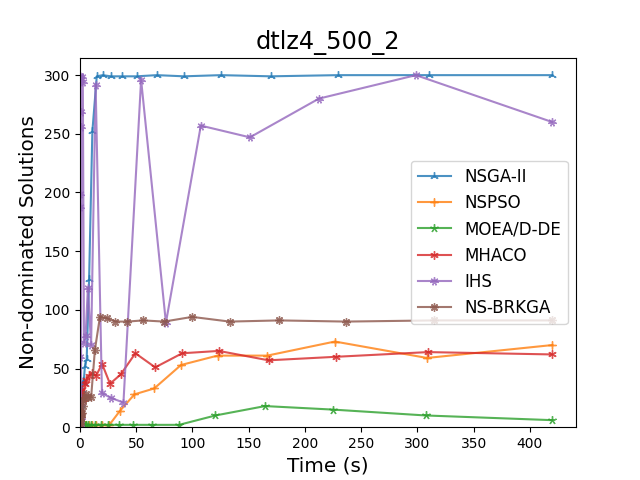 dtlz4_500_2
Non-dominated Solutions
300
250
200
150
100
50
0
0 50 100 150 200 250 300 350 400
Time (s)
NSGA-II
NSPSO
MOEA/D-DE
MHACO
IHS
NS-BRKGA